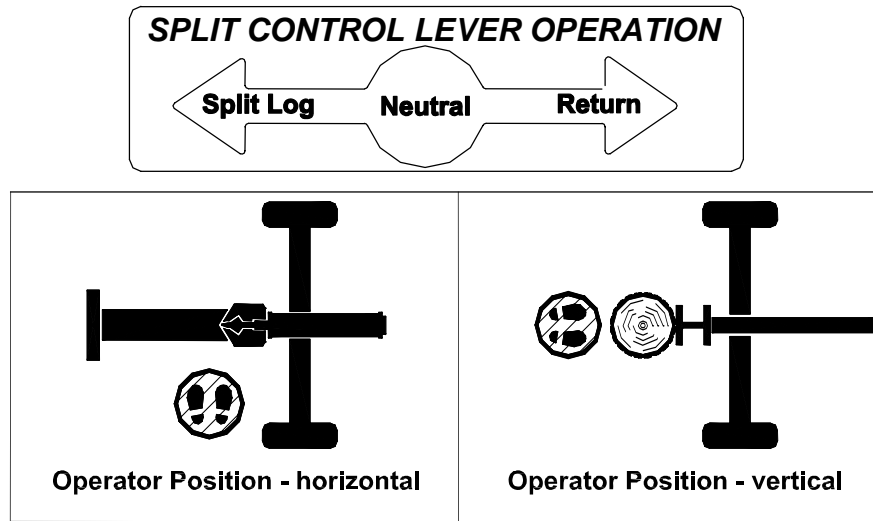 SPLIT CONTROL LEVER OPERATION
Split Log Neutral Return
Operator Position - horizontal
Operator Position - vertical